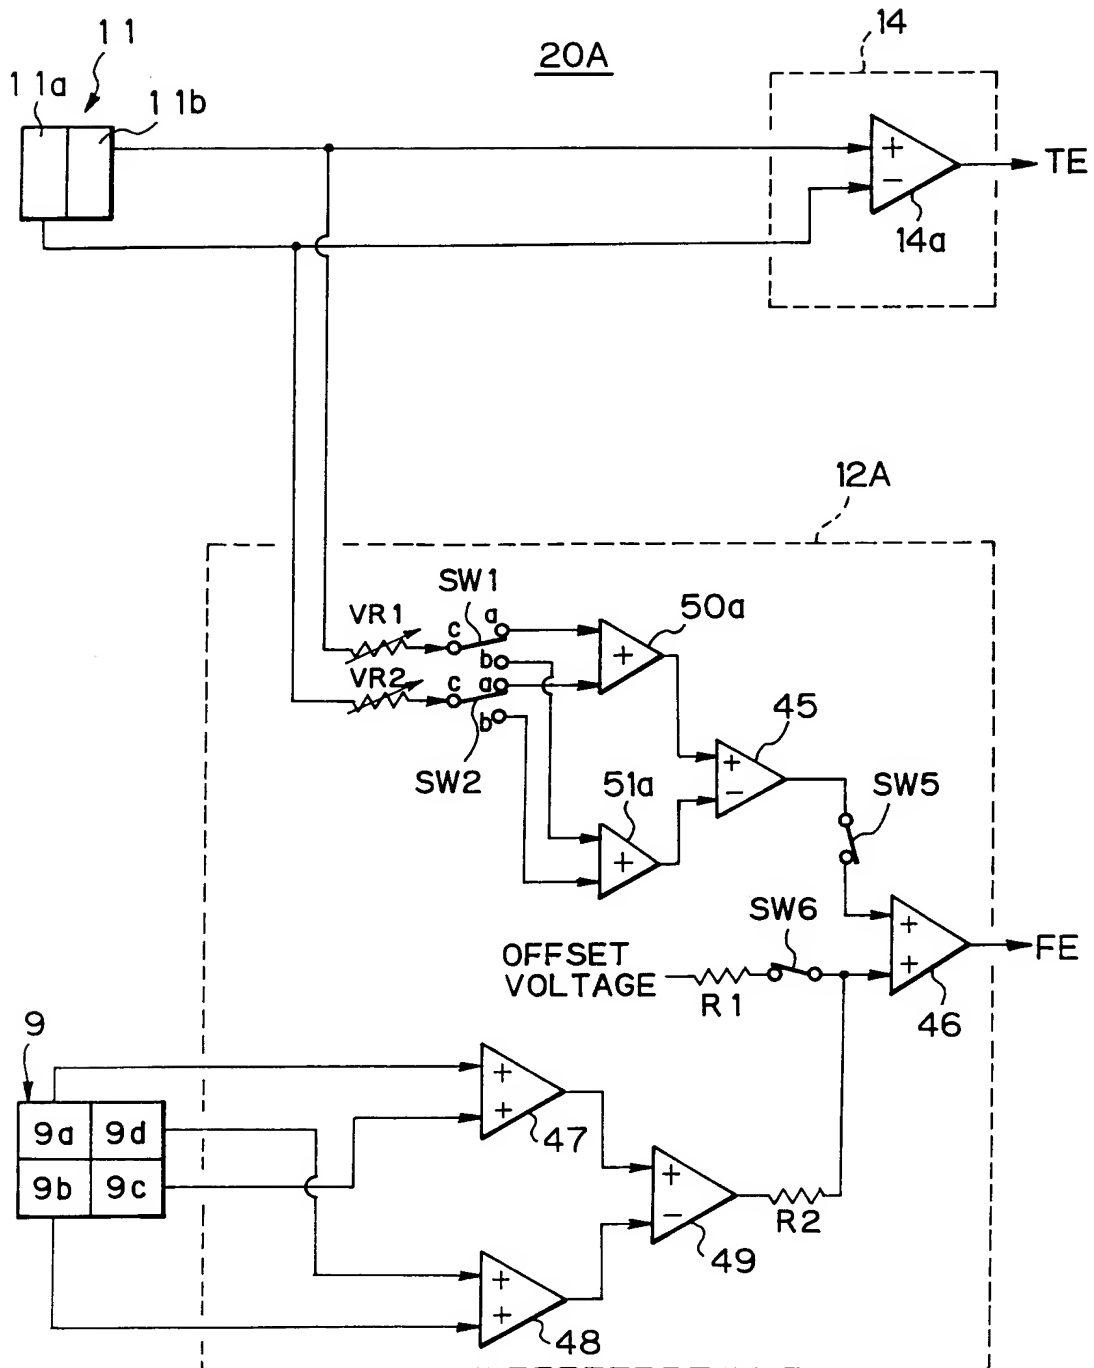 11
20A
14
11a
11b
+
−
TE
14a
12A
SW1
VR1
c
a
50a
+
b
VR2
c
a
b
SW2
45
+
−
51a
+
SW5
SW6
OFFSET
VOLTAGE
R1
+
+
FE
46
9
9a
9d
9b
9c
+
+
47
+
−
R2
49
+
+
48